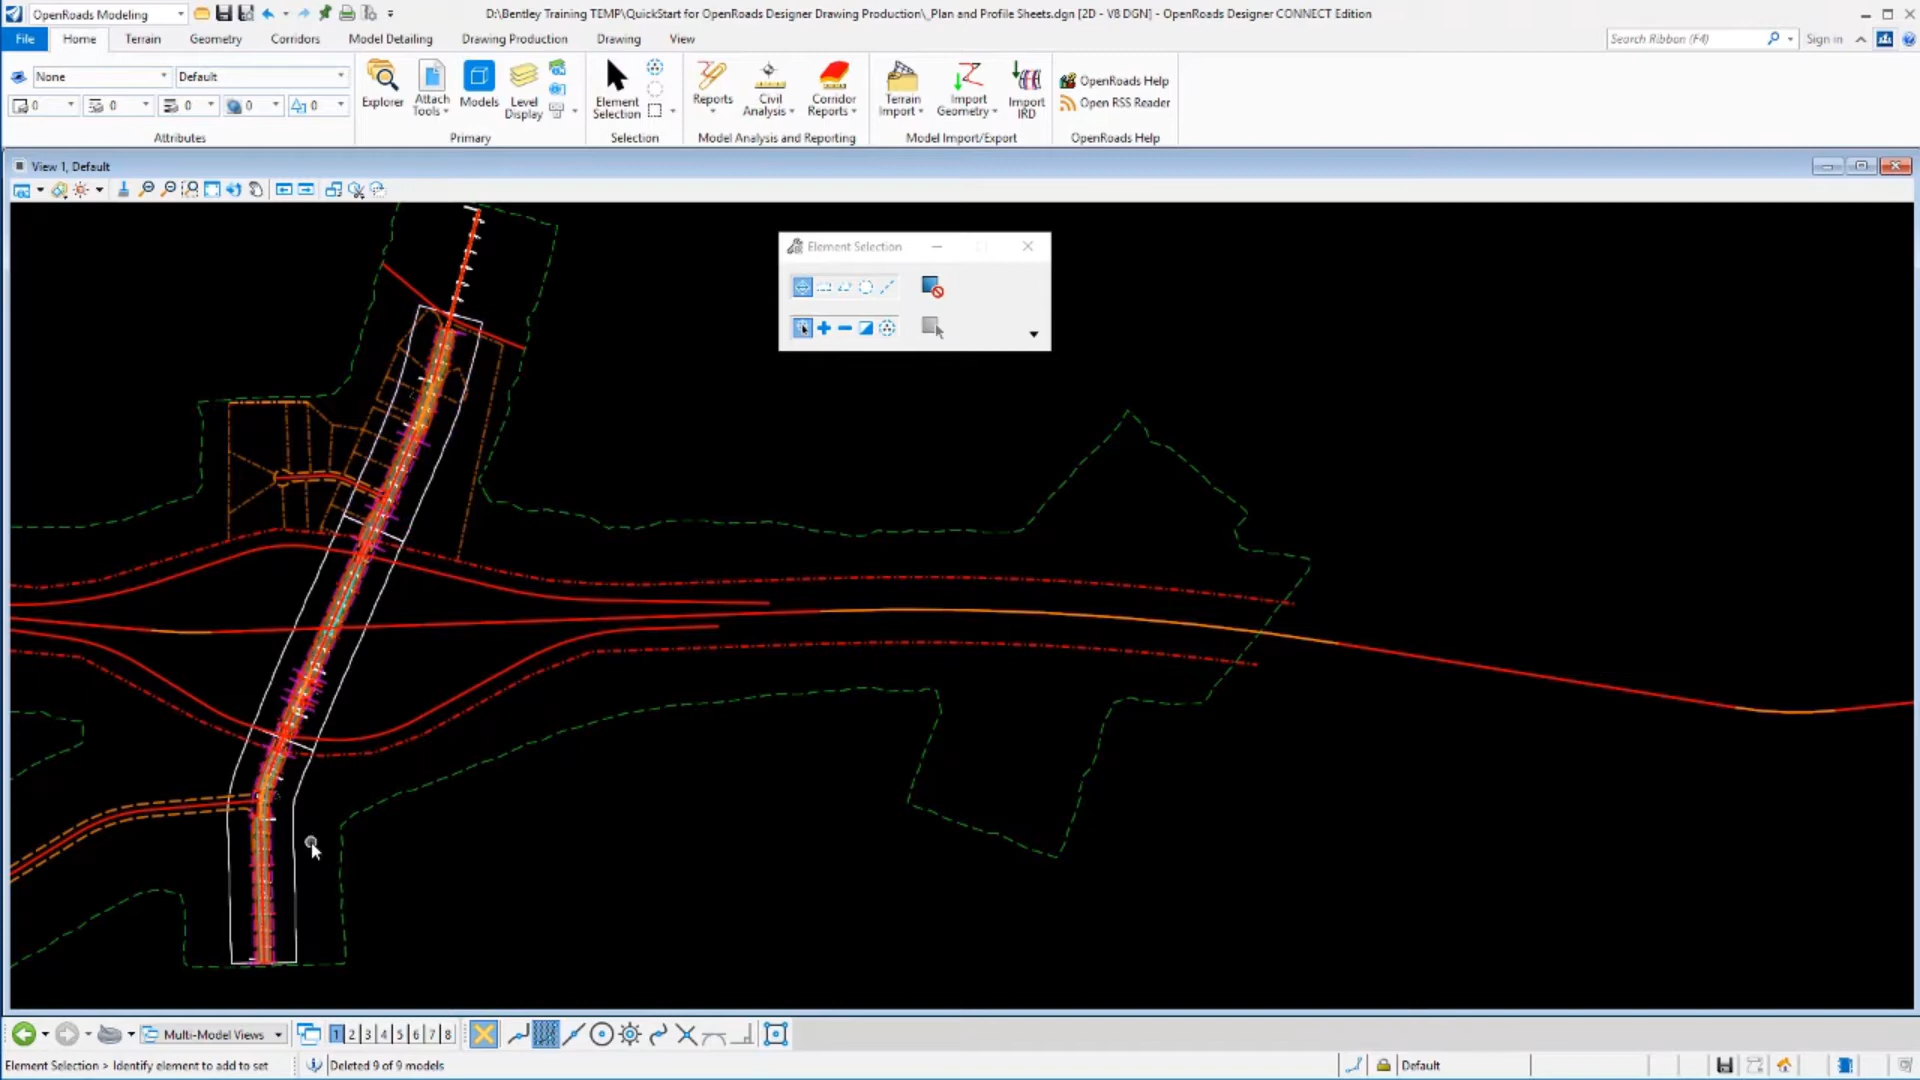 OpenRoads Modeling
D:\Bentley Training TEMP\QuickStart for OpenRoads Designer Drawing Production\_Plan and Profile Sheets.dgn [2D - V8 DGN] - OpenRoads Designer CONNECT Edition
File Home Terrain Geometry Corridors Model Detailing Drawing Production Drawing View
Search Ribbon (F4) Sign in
None Default
0 0 0 0 0
Attributes
Explorer Attach Tools Models Level Display
Primary
Element Selection
Selection
Reports Civil Analysis Corridor Reports
Model Analysis and Reporting
Terrain Import Import Geometry Import IRD
Model Import/Export
OpenRoads Help
Open RSS Reader
OpenRoads Help
View 1, Default
Element Selection
Multi-Model Views 1 2 3 4 5 6 7 8
Element Selection > Identify element to add to set Deleted 9 of 9 models Default